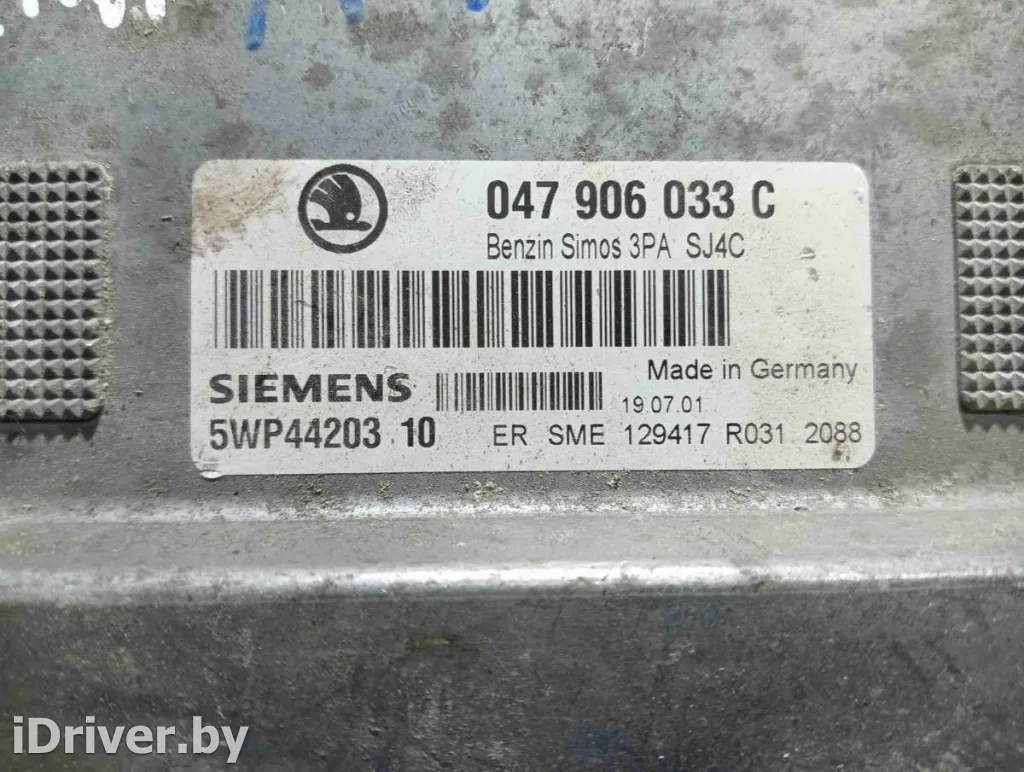 047 906 033 C
Benzin Simos 3PA SJ4C
Made in Germany
SIEMENS
19.07.01
5WP44203 10 ER SME 129417 R031 2088
iDriver.by